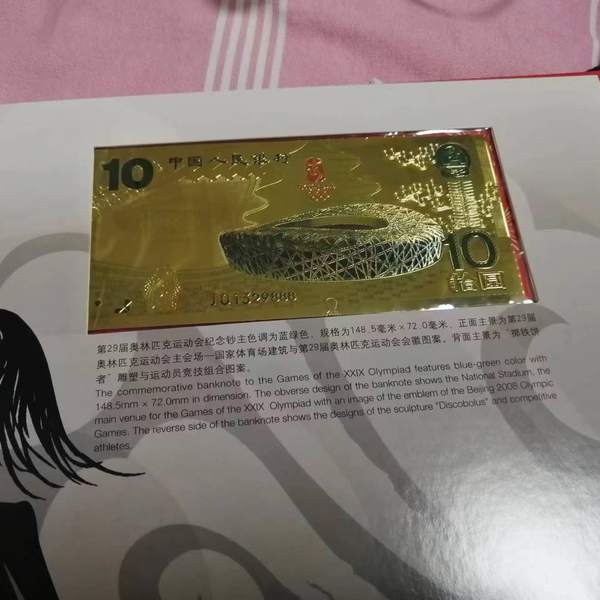 10 中国人民银行
10
拾圆
J01329888
第29届奥林匹克运动会纪念钞主色调为蓝绿色，规格为148.5毫米×72.0毫米，正面主景为第29届
奥林匹克运动会主会场—国家体育场建筑与第29届奥林匹克运动会会徽图案。背面主景为“掷铁饼
者”雕塑与运动员竞技组合图案。
The commemorative banknote to the Games of the XXIX Olympiad features blue-green color with
148.5mm × 72.0mm in dimension. The obverse design of the banknote shows the National Stadium, the
main venue for the Games of the XXIX Olympiad with an image of the emblem of the Beijing 2008 Olympic
Games. The reverse side of the banknote shows the designs of the sculpture "Discobolus" and competitive
athletes.